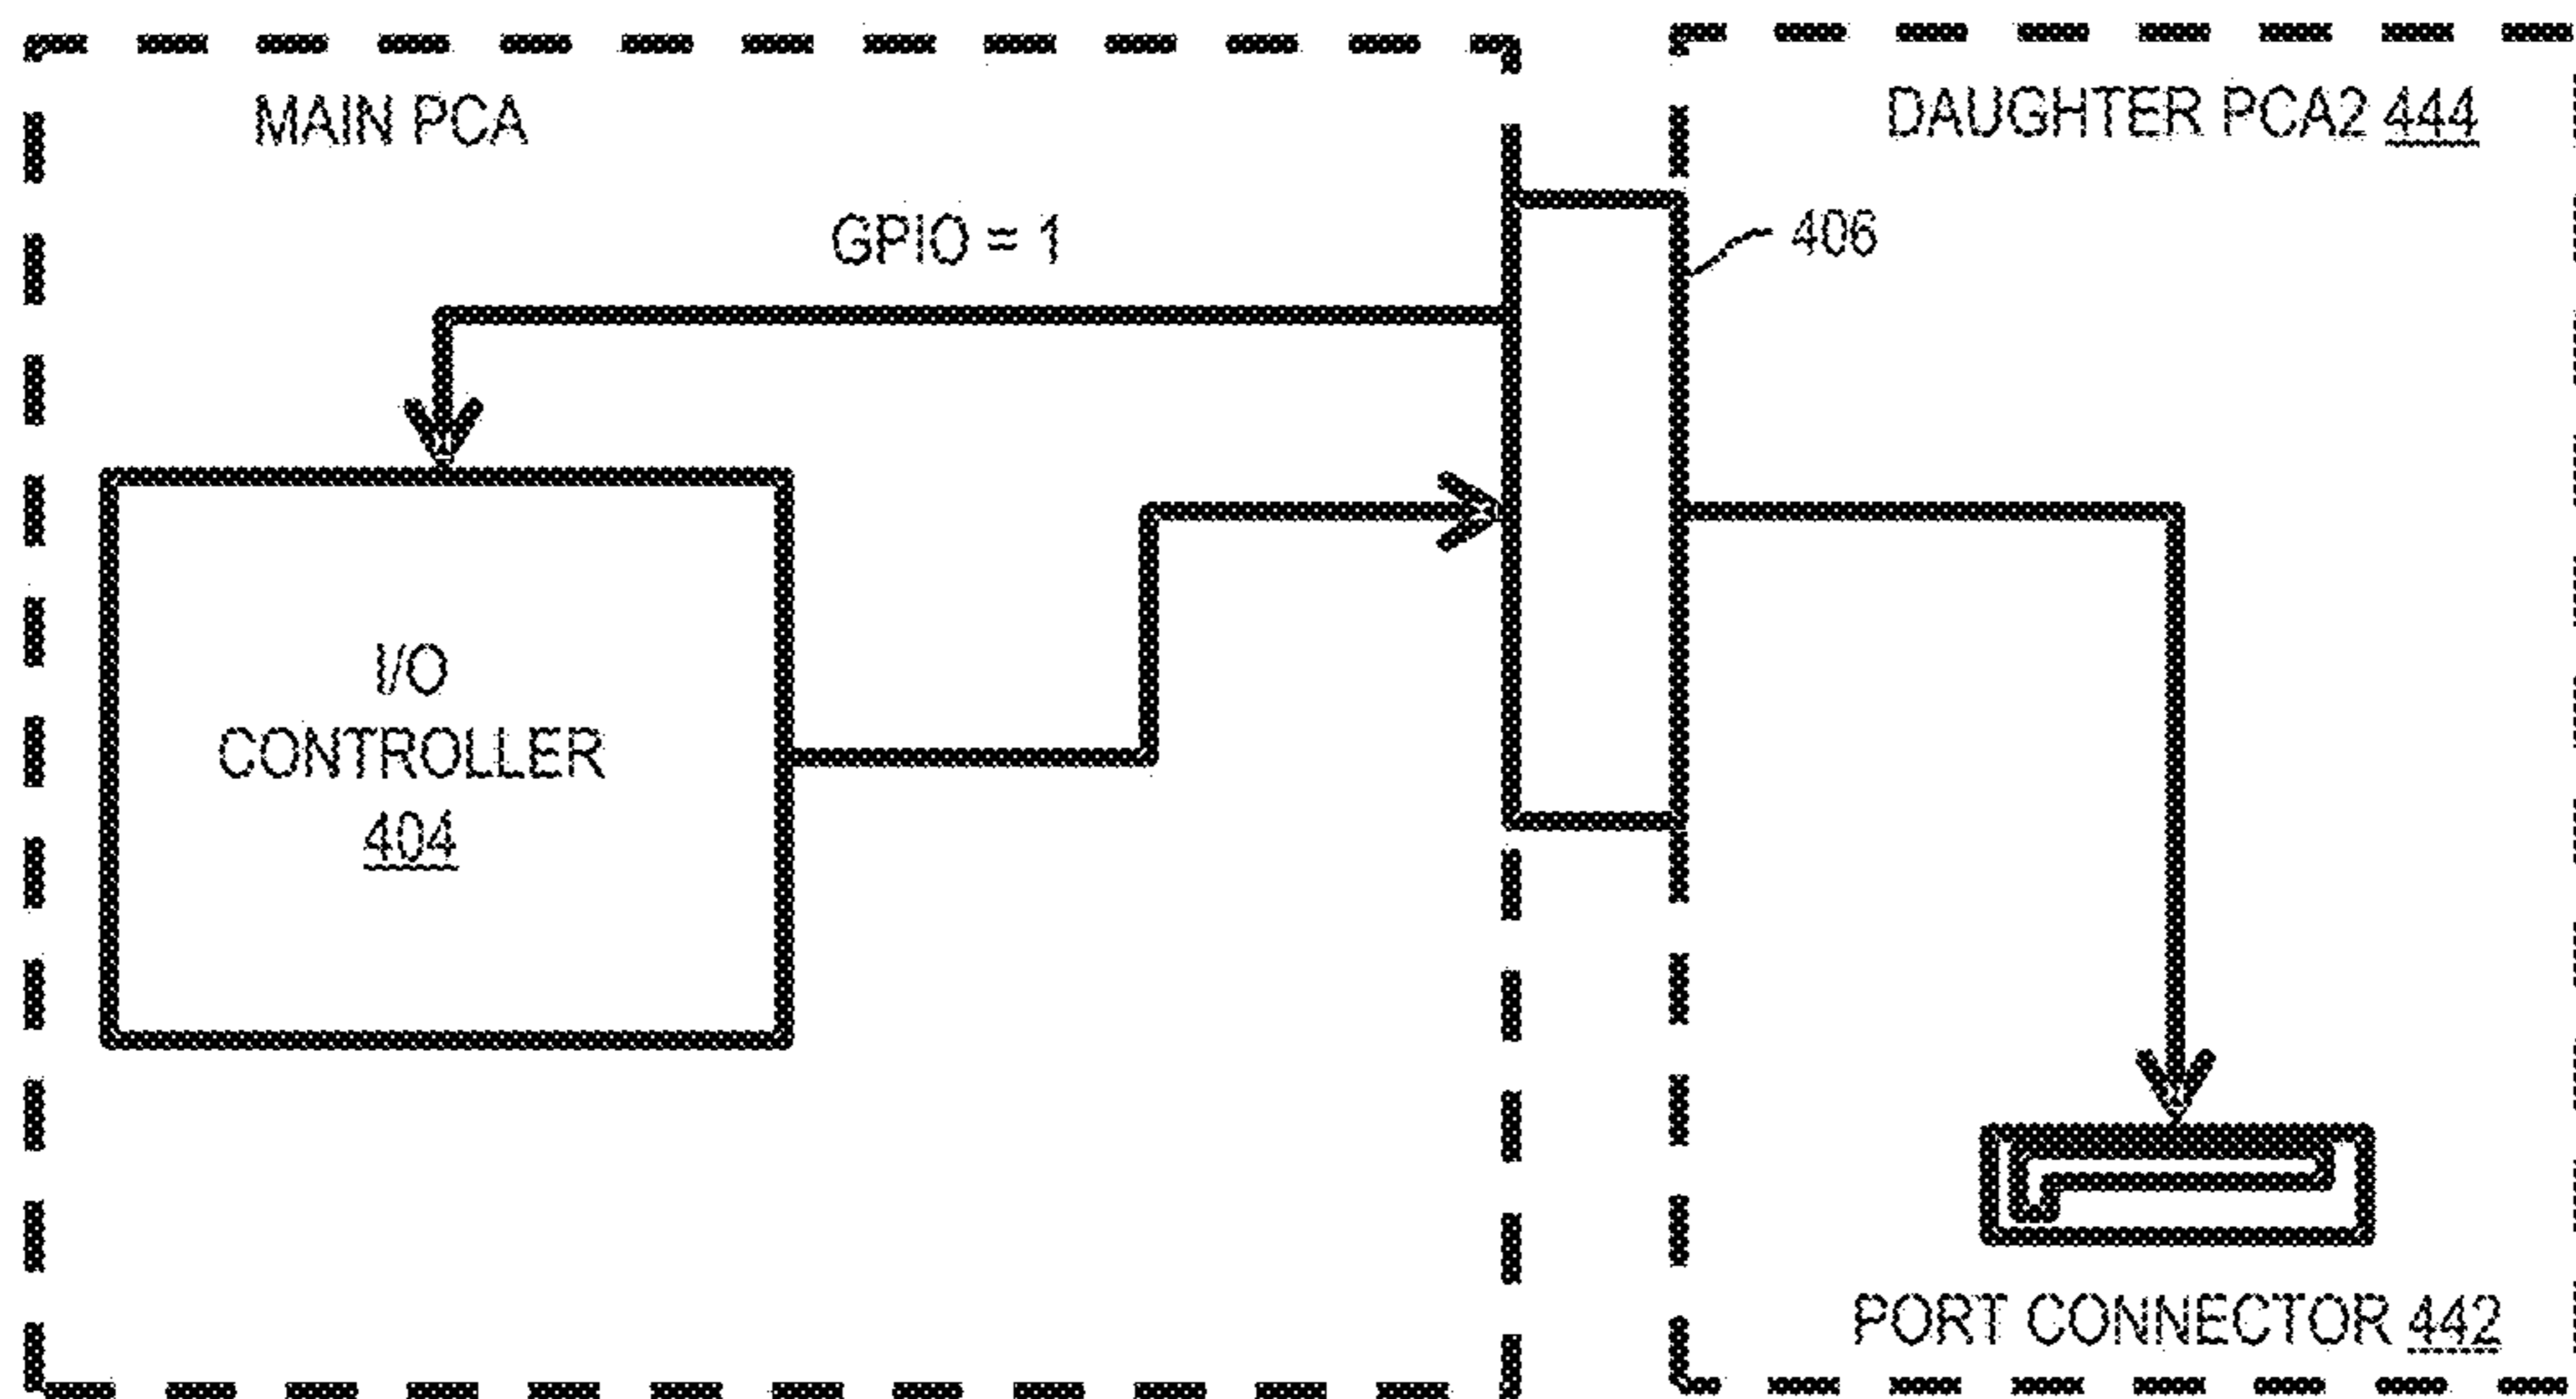 MAIN PCA
DAUGHTER PCA2 444
GPIO = 1
406
I/O
CONTROLLER
404
PORT CONNECTOR 442